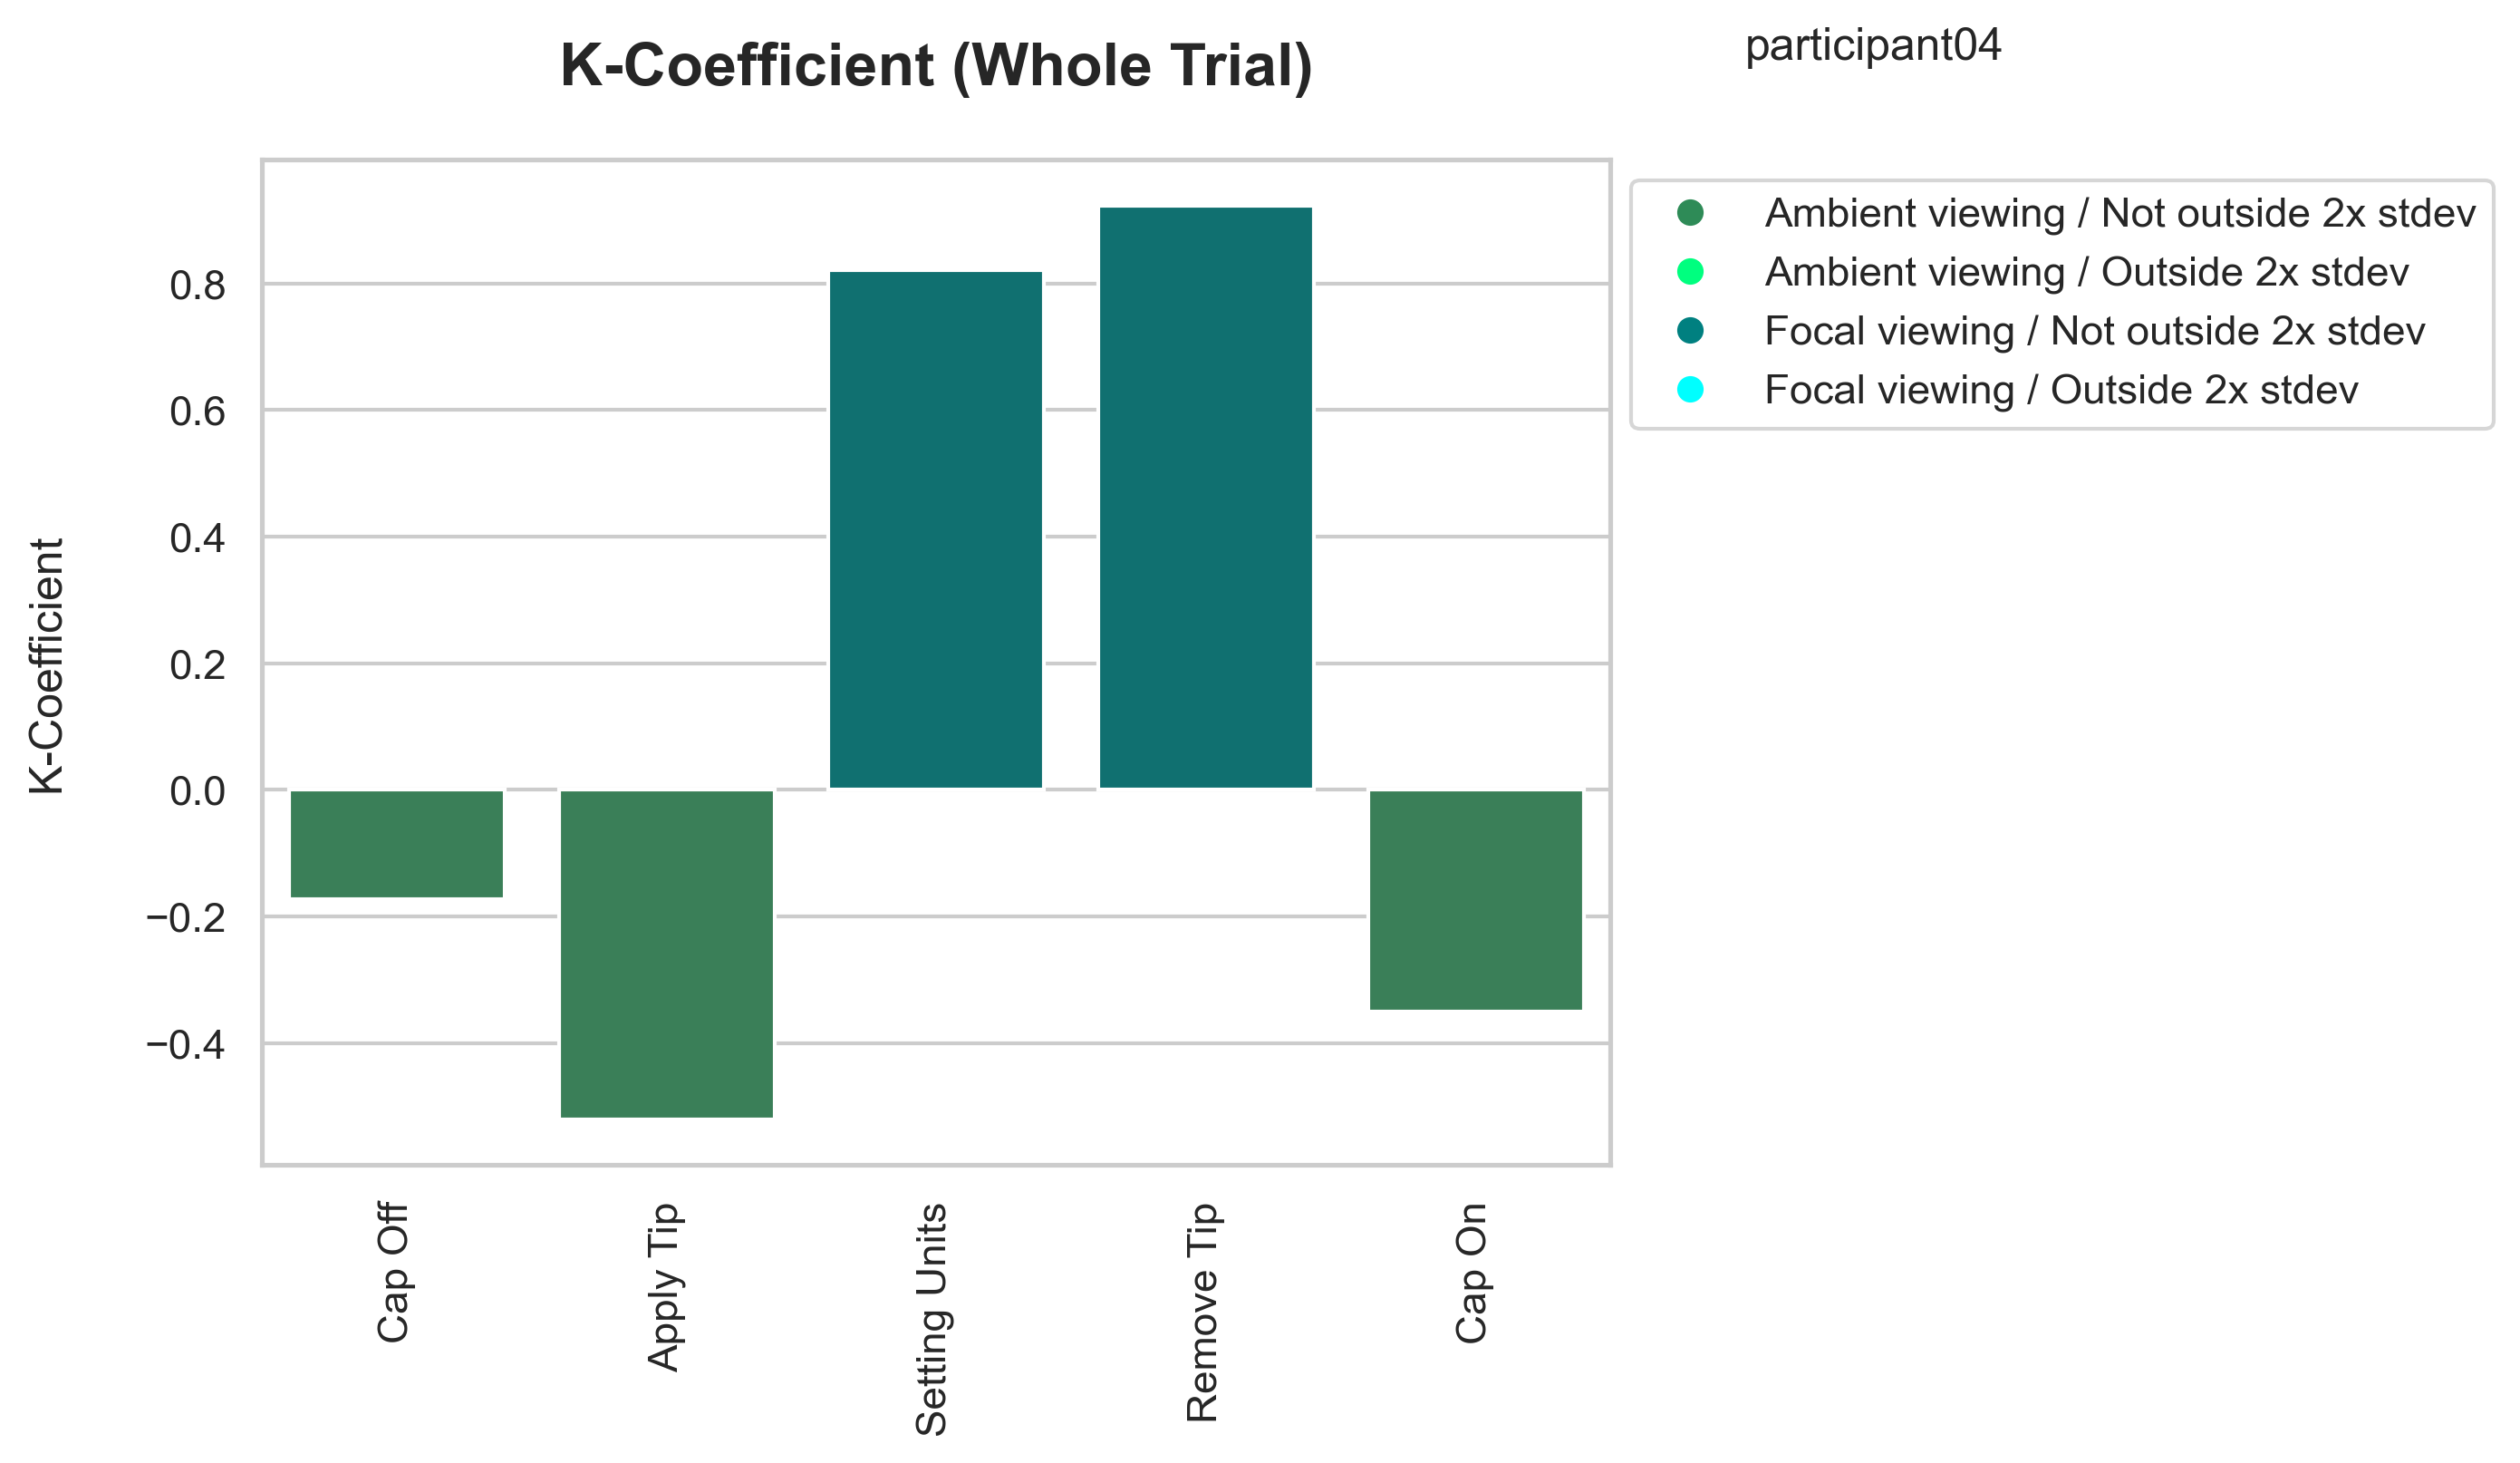 K-Coefficient (Whole Trial)
participant04
Ambient viewing / Not outside 2x stdev
Ambient viewing / Outside 2x stdev
Focal viewing / Not outside 2x stdev
Focal viewing / Outside 2x stdev
K-Coefficient
0.8
0.6
0.4
0.2
0.0
−0.2
−0.4
Cap Off
Apply Tip
Setting Units
Remove Tip
Cap On